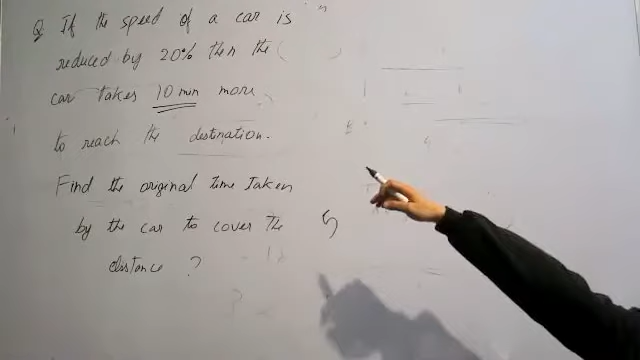 Q If the speed of a car is
reduced by 20% then the
car takes 10 min more
to reach the destination.
Find the original time taken
by the car to cover the
distance ?